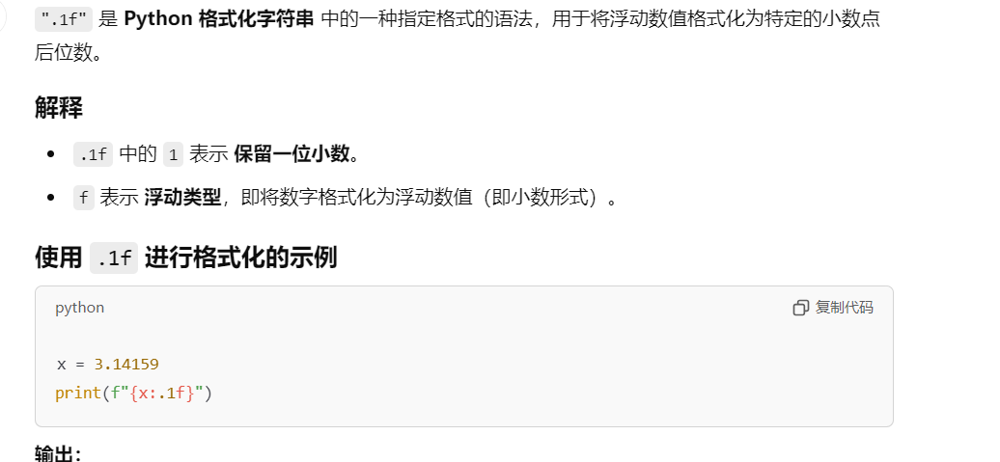 ".1f" 是 Python 格式化字符串 中的一种指定格式的语法，用于将浮动数值格式化为特定的小数点
后位数。
解释
• .1f 中的 1 表示 保留一位小数。
• f 表示 浮动类型，即将数字格式化为浮动数值（即小数形式）。
使用 .1f 进行格式化的示例
python 复制代码
x = 3.14159
print(f"{x:.1f}")
输出：